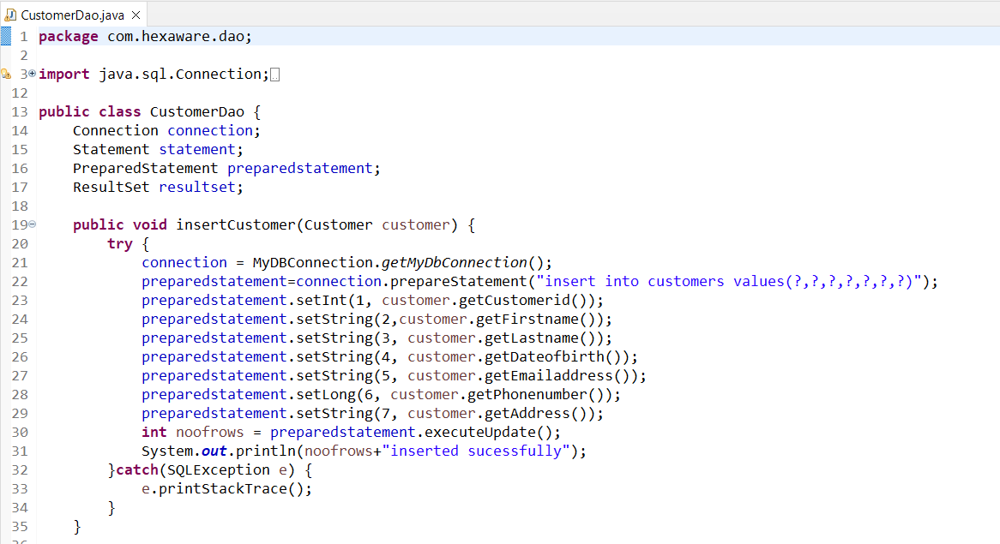 CustomerDao.java
1 package com.hexaware.dao;
2
3 import java.sql.Connection;
12
13 public class CustomerDao {
14     Connection connection;
15     Statement statement;
16     PreparedStatement preparedstatement;
17     ResultSet resultset;
18
19     public void insertCustomer(Customer customer) {
20         try {
21             connection = MyDBConnection.getMyDbConnection();
22             preparedstatement=connection.prepareStatement("insert into customers values(?,?,?,?,?,?,?)");
23             preparedstatement.setInt(1, customer.getCustomerid());
24             preparedstatement.setString(2,customer.getFirstname());
25             preparedstatement.setString(3, customer.getLastname());
26             preparedstatement.setString(4, customer.getDateofbirth());
27             preparedstatement.setString(5, customer.getEmailaddress());
28             preparedstatement.setLong(6, customer.getPhonenumber());
29             preparedstatement.setString(7, customer.getAddress());
30             int noofrows = preparedstatement.executeUpdate();
31             System.out.println(noofrows+"inserted sucessfully");
32         }catch(SQLException e) {
33             e.printStackTrace();
34         }
35     }